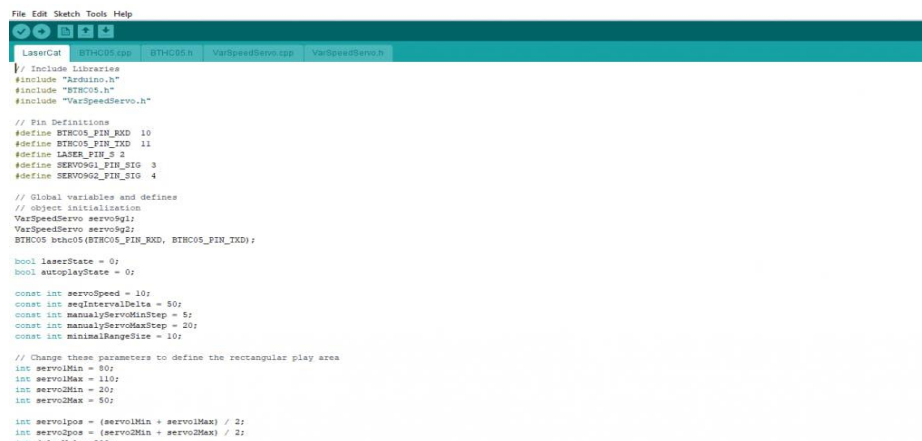 File Edit Sketch Tools Help
LaserCat BTHC05.cpp BTHC05.h VarSpeedServo.cpp VarSpeedServo.h
// Include Libraries
#include "Arduino.h"
#include "BTHC05.h"
#include "VarSpeedServo.h"
// Pin Definitions
#define BTHC05_PIN_RXD 10
#define BTHC05_PIN_TXD 11
#define LASER_PIN_S 2
#define SERVO9G1_PIN_SIG 3
#define SERVO9G2_PIN_SIG 4
// Global variables and defines
// object initialization
VarSpeedServo servo9g1;
VarSpeedServo servo9g2;
BTHC05 bthc05(BTHC05_PIN_RXD, BTHC05_PIN_TXD);
bool laserState = 0;
bool autoplayState = 0;
const int servoSpeed = 10;
const int seqIntervalDelta = 50;
const int manualyServoMinStep = 5;
const int manualyServoMaxStep = 20;
const int minimalRangeSize = 10;
// Change these parameters to define the rectangular play area
int servo1Min = 80;
int servo1Max = 110;
int servo2Min = 20;
int servo2Max = 50;
int servo1pos = (servo1Min + servo1Max) / 2;
int servo2pos = (servo2Min + servo2Max) / 2;